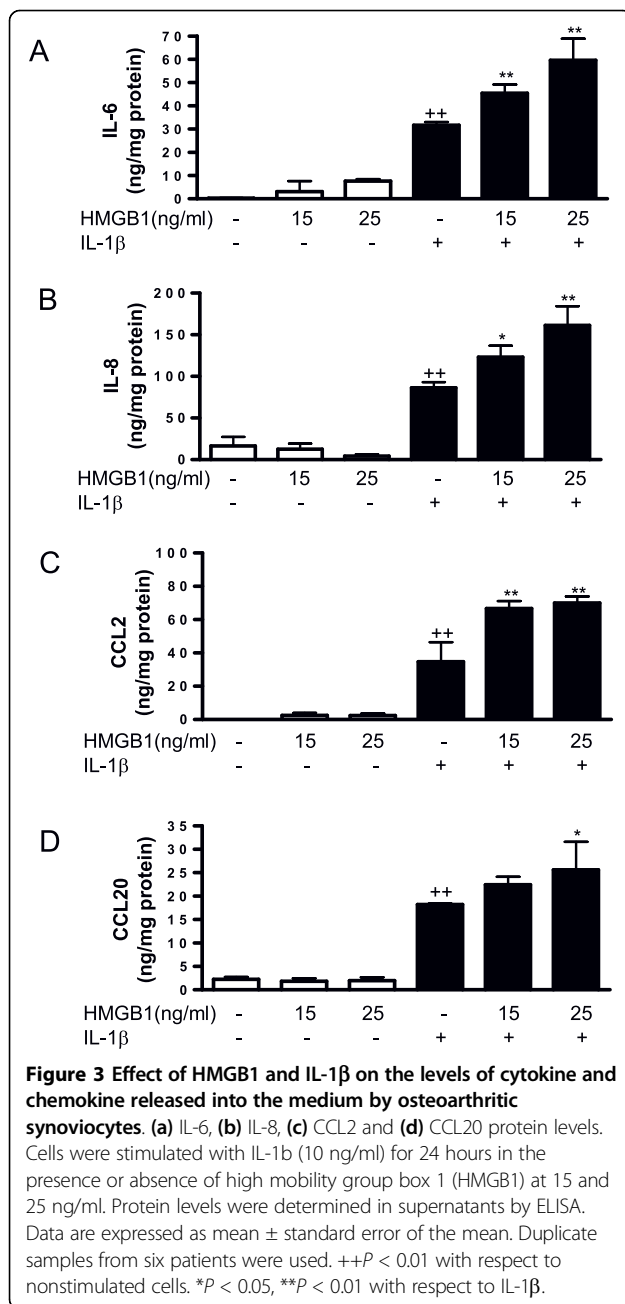 A
IL-6
(ng/mg protein)
70
60
50
40
30
20
10
0
++
**
**
HMGB1(ng/ml) - 15 25 - 15 25
IL-1β - - - + + +
B
IL-8
(ng/mg protein)
200
150
100
50
0
++
*
**
HMGB1(ng/ml) - 15 25 - 15 25
IL-1β - - - + + +
C
CCL2
(ng/mg protein)
100
80
60
40
20
0
++
**
**
HMGB1(ng/ml) - 15 25 - 15 25
IL-1β - - - + + +
D
CCL20
(ng/mg protein)
35
30
25
20
15
10
5
0
++
*
HMGB1(ng/ml) - 15 25 - 15 25
IL-1β - - - + + +
Figure 3 Effect of HMGB1 and IL-1β on the levels of cytokine and
chemokine released into the medium by osteoarthritic
synoviocytes. (a) IL-6, (b) IL-8, (c) CCL2 and (d) CCL20 protein levels.
Cells were stimulated with IL-1b (10 ng/ml) for 24 hours in the
presence or absence of high mobility group box 1 (HMGB1) at 15 and
25 ng/ml. Protein levels were determined in supernatants by ELISA.
Data are expressed as mean ± standard error of the mean. Duplicate
samples from six patients were used. ++P < 0.01 with respect to
nonstimulated cells. *P < 0.05, **P < 0.01 with respect to IL-1β.